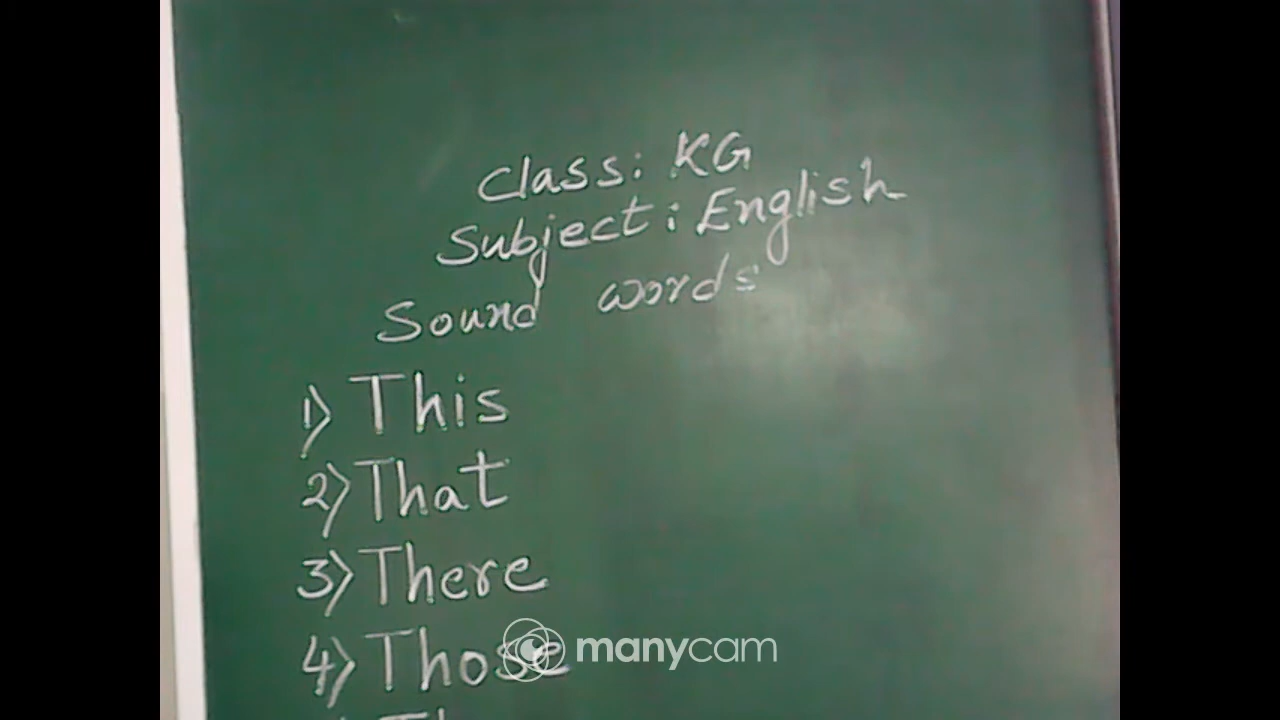 Class: KG
Subject: English
Sound words
1) This
2) That
3) There
4) Those
manycam